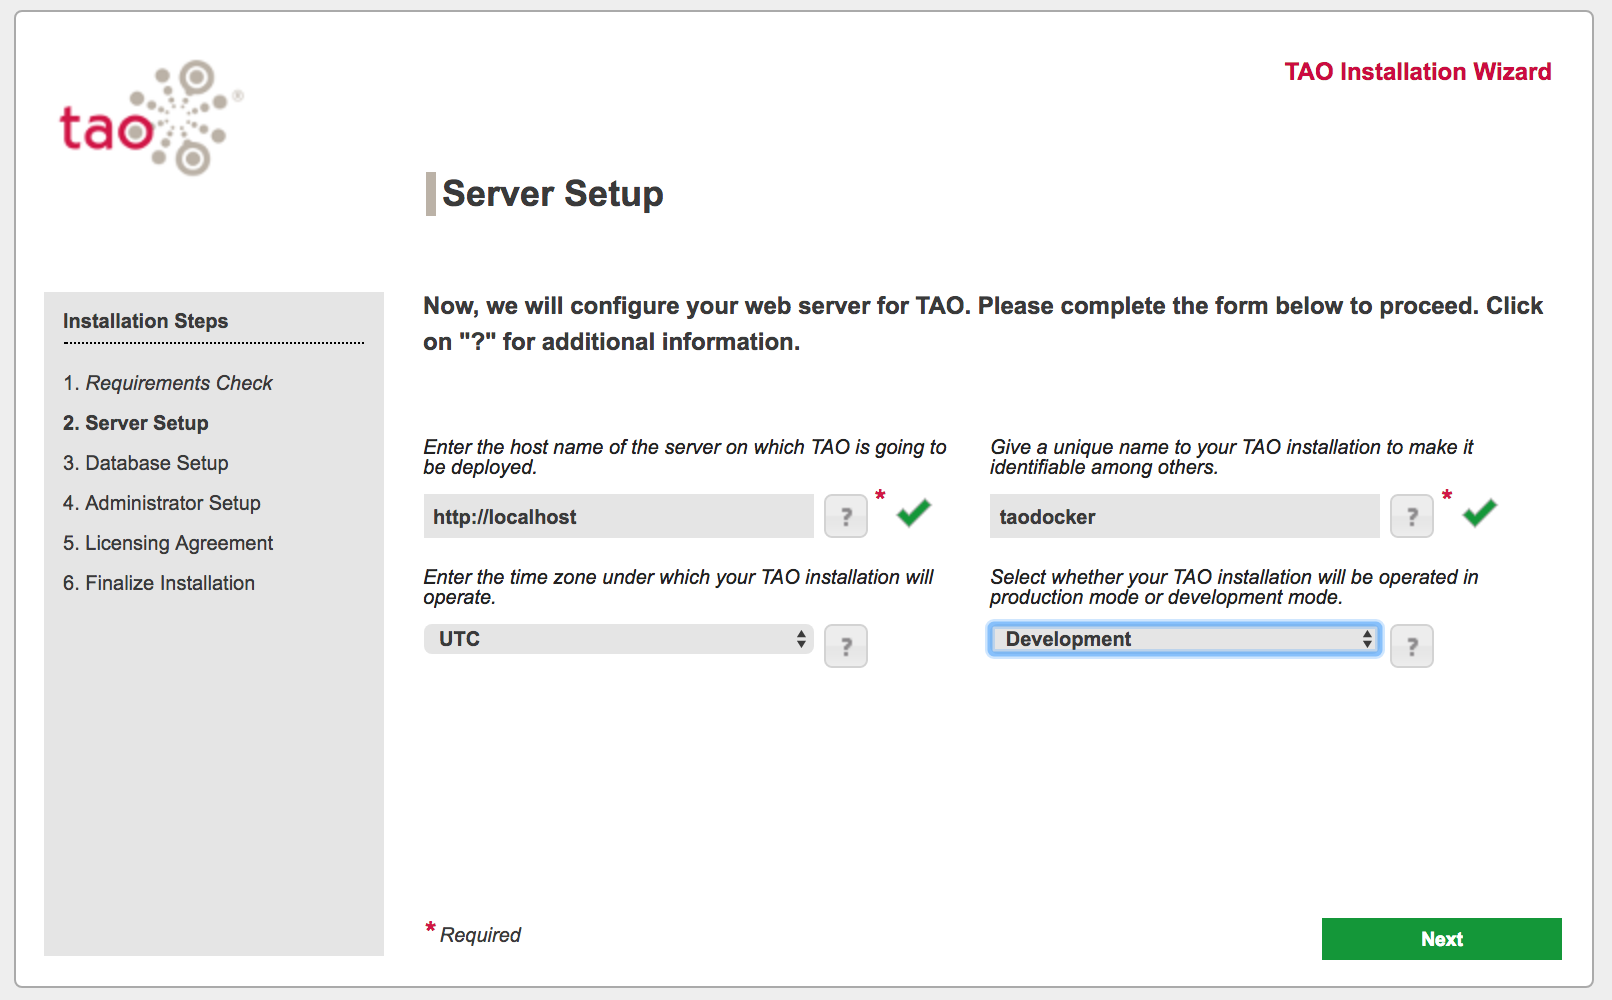 tao®
TAO Installation Wizard
Server Setup
Installation Steps
1. Requirements Check
2. Server Setup
3. Database Setup
4. Administrator Setup
5. Licensing Agreement
6. Finalize Installation
Now, we will configure your web server for TAO. Please complete the form below to proceed. Click
on "?" for additional information.
Enter the host name of the server on which TAO is going to
be deployed.
http://localhost ? *
Give a unique name to your TAO installation to make it
identifiable among others.
taodocker ? *
Enter the time zone under which your TAO installation will
operate.
UTC ?
Select whether your TAO installation will be operated in
production mode or development mode.
Development ?
* Required
Next